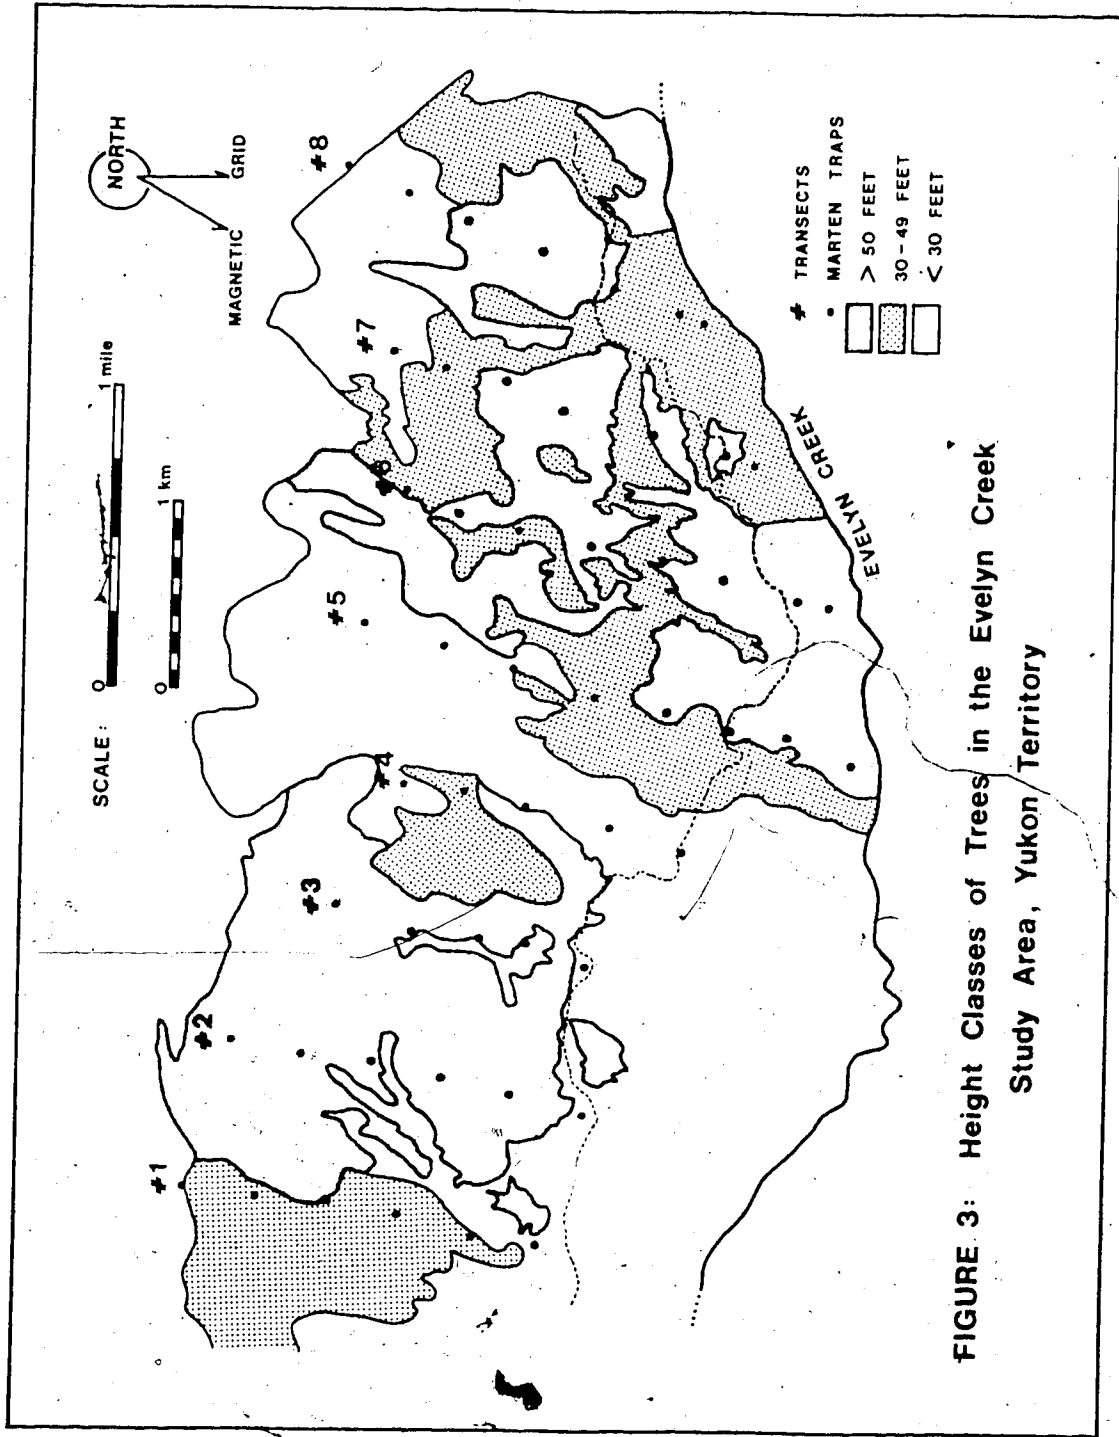 SCALE:
0
1 mile
0
1 km
NORTH
MAGNETIC
GRID
#1
#2
#3
#4
#5
#6
#7
#8
EVELYN CREEK
# TRANSECTS
• MARTEN TRAPS
> 50 FEET
30-49 FEET
< 30 FEET
FIGURE 3: Height Classes of Trees in the Evelyn Creek
Study Area, Yukon Territory